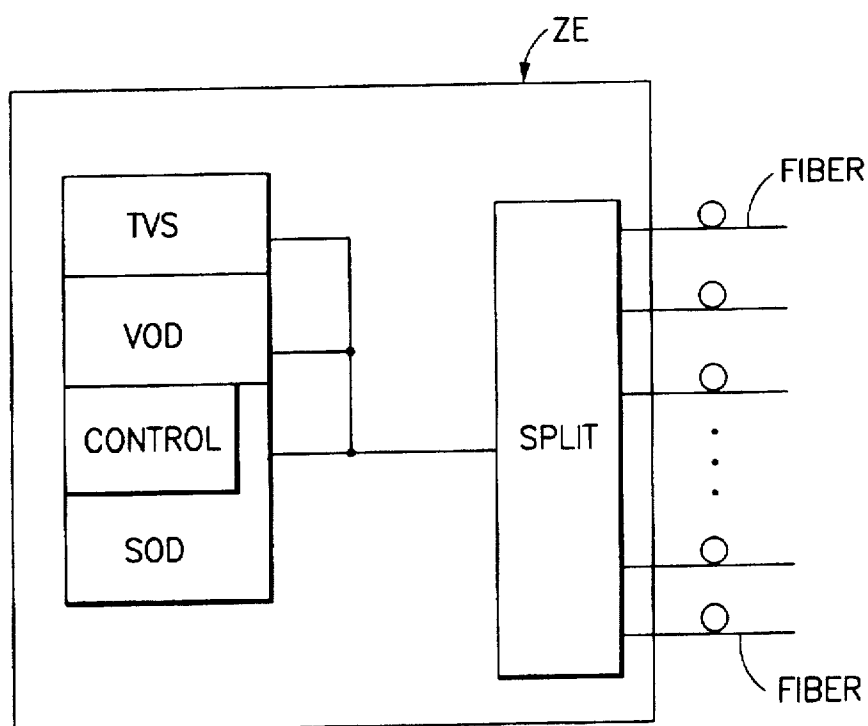 ZE
FIBER
TVS
VOD
CONTROL
SPLIT
SOD
FIBER